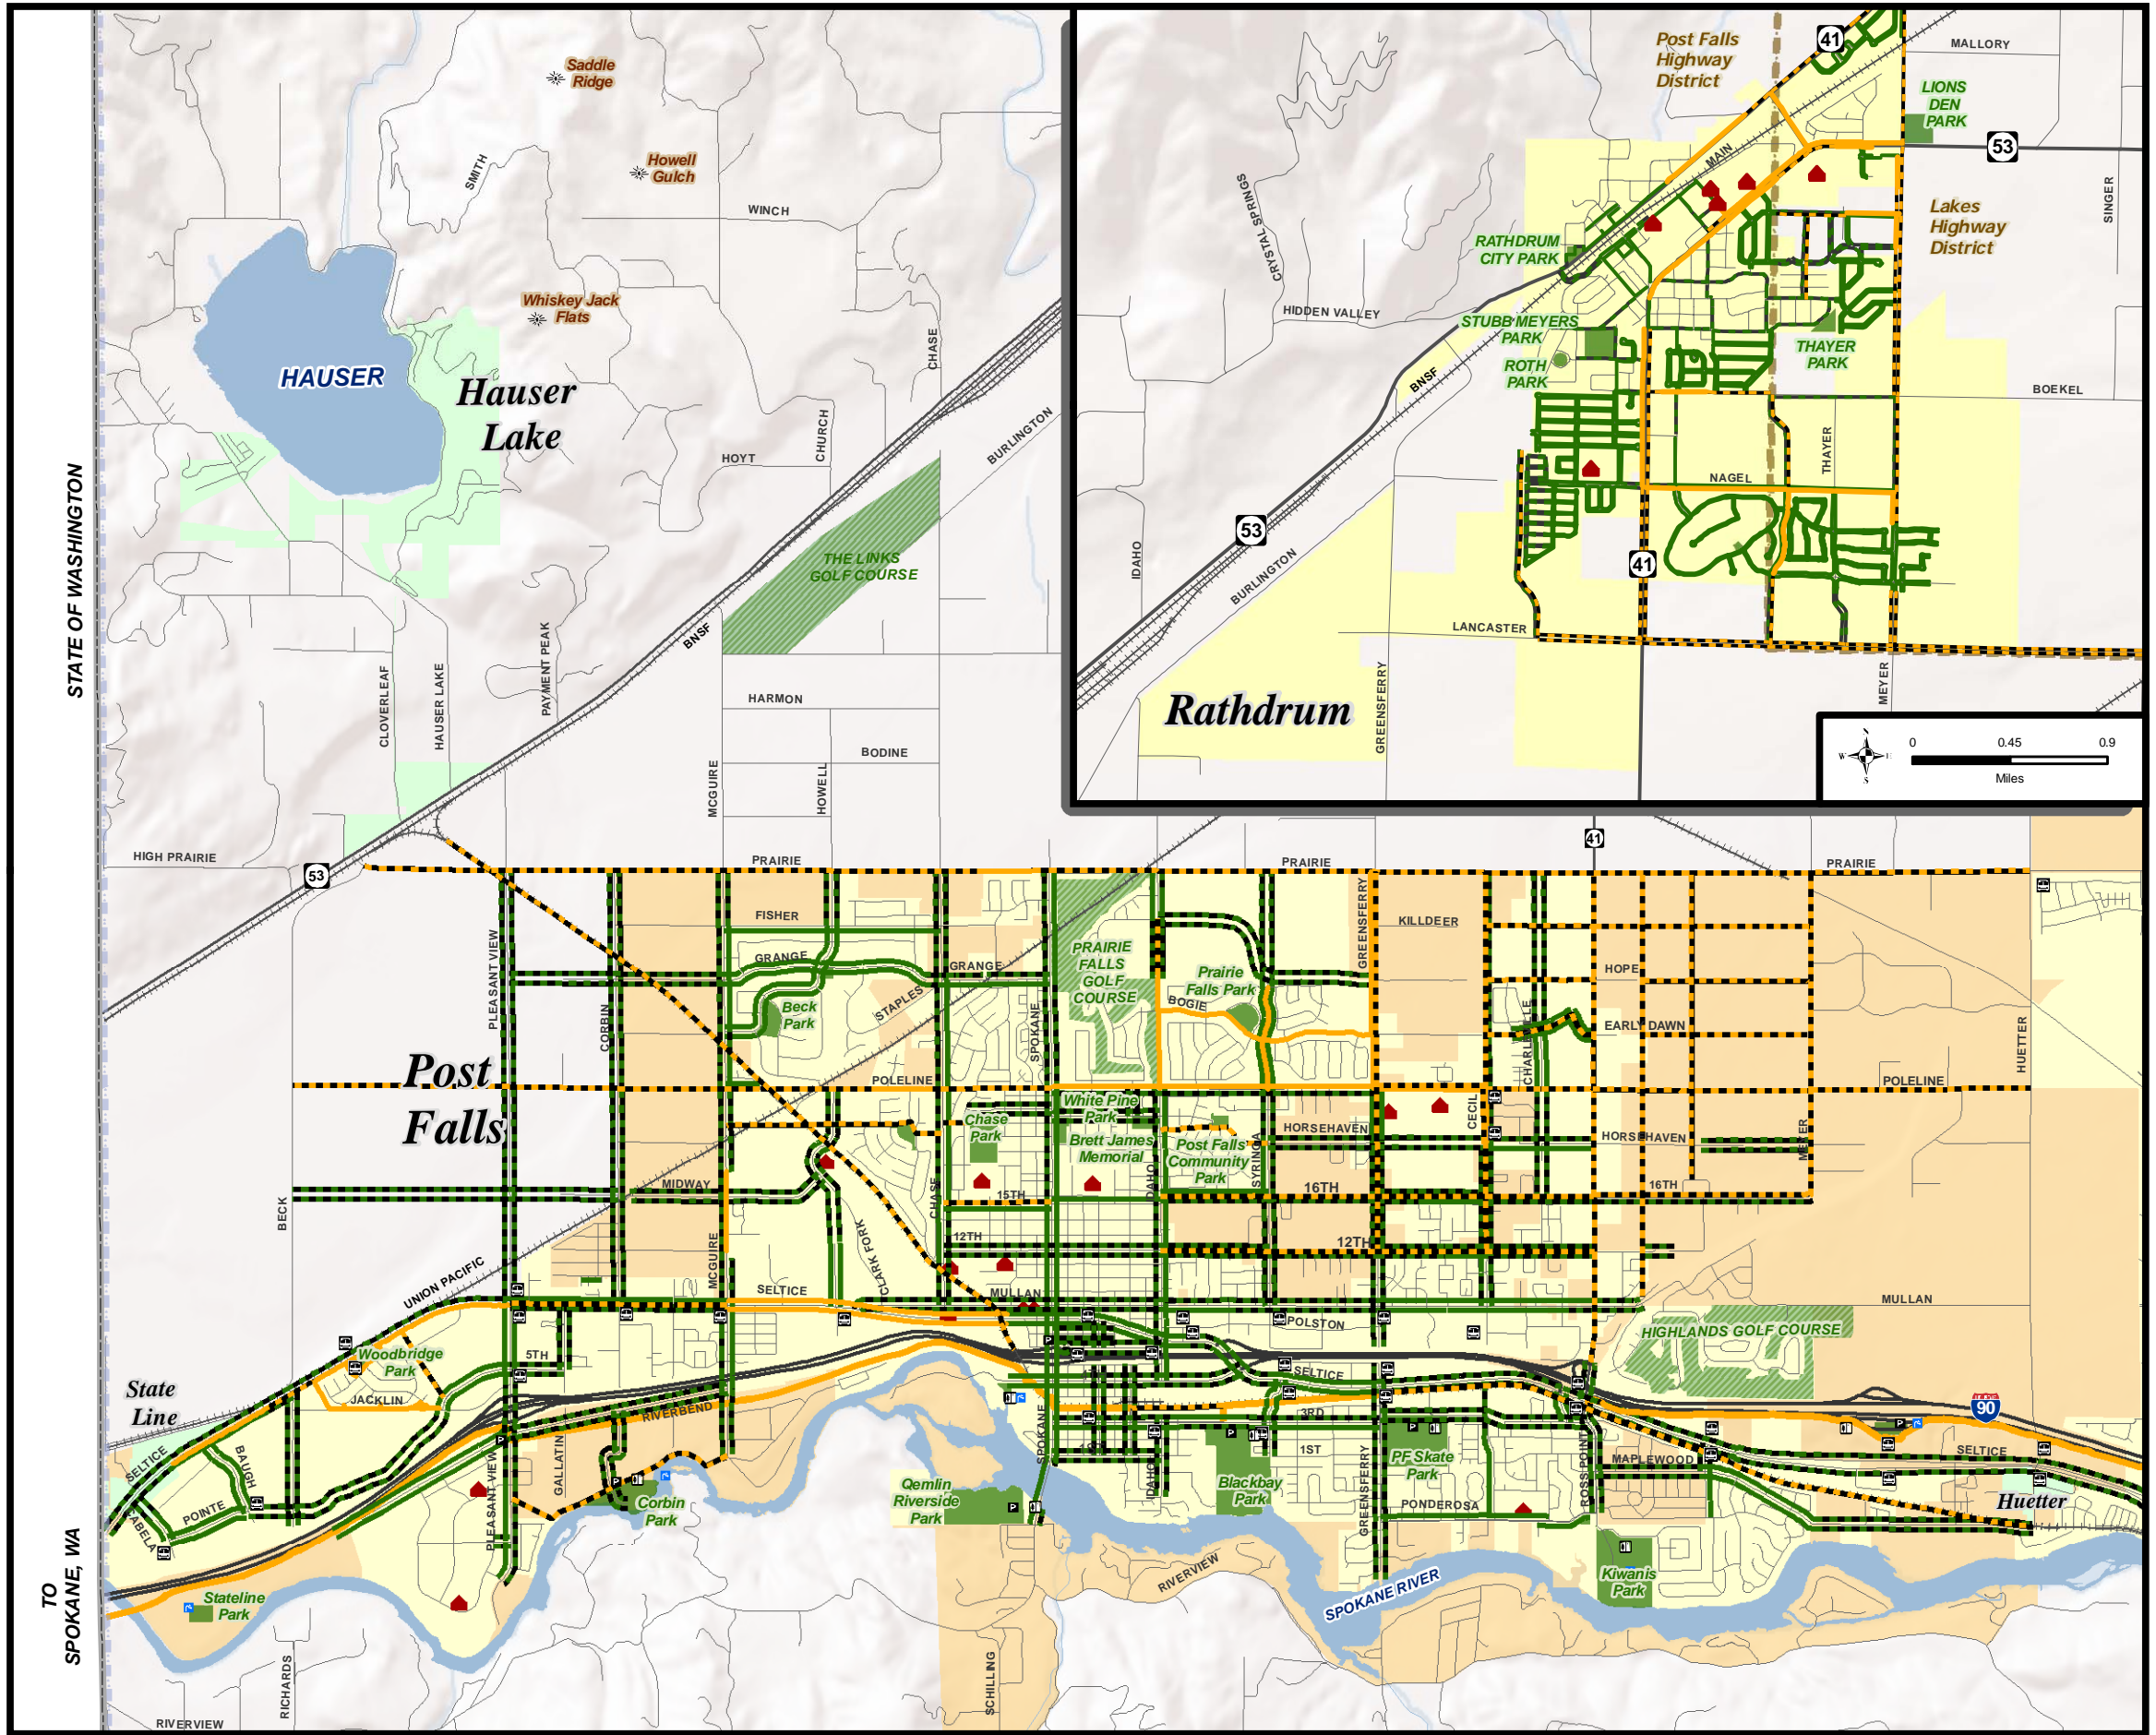 Saddle
Ridge
Howell
Gulch
SMITH
WINCH
Whiskey Jack
Flats
HAUSER
Hauser
Lake
CHASE
CHURCH
HOYT
BURLINGTON
THE LINKS
GOLF COURSE
BNSF
STATE OF WASHINGTON
CLOVERLEAF
HAUSER LAKE
PAYMENT PEAK
HARMON
BODINE
MCGUIRE
HOWELL
HIGH PRAIRIE
53
Post Falls
Highway
District
41
MALLORY
LIONS
DEN
PARK
53
MAIN
SINGER
Lakes
Highway
District
CRYSTAL SPRINGS
RATHDRUM
CITY PARK
HIDDEN VALLEY
STUBB MEYERS
PARK
ROTH
PARK
THAYER
PARK
BNSF
BOEKEL
THAYER
NAGEL
53
41
IDAHO
BURLINGTON
LANCASTER
GREENSFERRY
MEYER
Rathdrum
N
W
E
S
0
0.45
0.9
Miles
41
PRAIRIE
PRAIRIE
PRAIRIE
FISHER
KILLDEER
GREENSFERRY
PLEASANT VIEW
GRANGE
GRANGE
PRAIRIE
FALLS
GOLF
COURSE
Prairie
Falls Park
BOGIE
HOPE
CORBIN
Beck
Park
STAPLES
SPOKANE
CHARLEVILLE
EARLY DAWN
HUETTER
Post
Falls
POLELINE
POLELINE
White Pine
Park
Chase
Park
Brett James
Memorial
Post Falls
Community
Park
HORSEHAVEN
CECIL
HORSEHAVEN
MEYER
SYRINGA
IDAHO
BECK
MIDWAY
CHASE
15TH
16TH
16TH
12TH
12TH
CLARK FORK
MCGUIRE
UNION PACIFIC
SELTICE
MULLAN
MULLAN
POLSTON
HIGHLANDS GOLF COURSE
Woodbridge
Park
5TH
State
Line
JACKLIN
SELTICE
RIVERBEND
3RD
90
SELTICE
BAUGH
SELTICE
GALLATIN
SPOKANE
1ST
PF Skate
Park
MAPLEWOOD
ROSS POINT
POINTE
CABELA
PLEASANT VIEW
Corbin
Park
Qemlin
Riverside
Park
IDAHO
Blackbay
Park
GREENSFERRY
PONDEROSA
Huetter
TO
SPOKANE, WA
Stateline
Park
RIVERVIEW
SPOKANE RIVER
Kiwanis
Park
RICHARDS
SCHILLING
RIVERVIEW